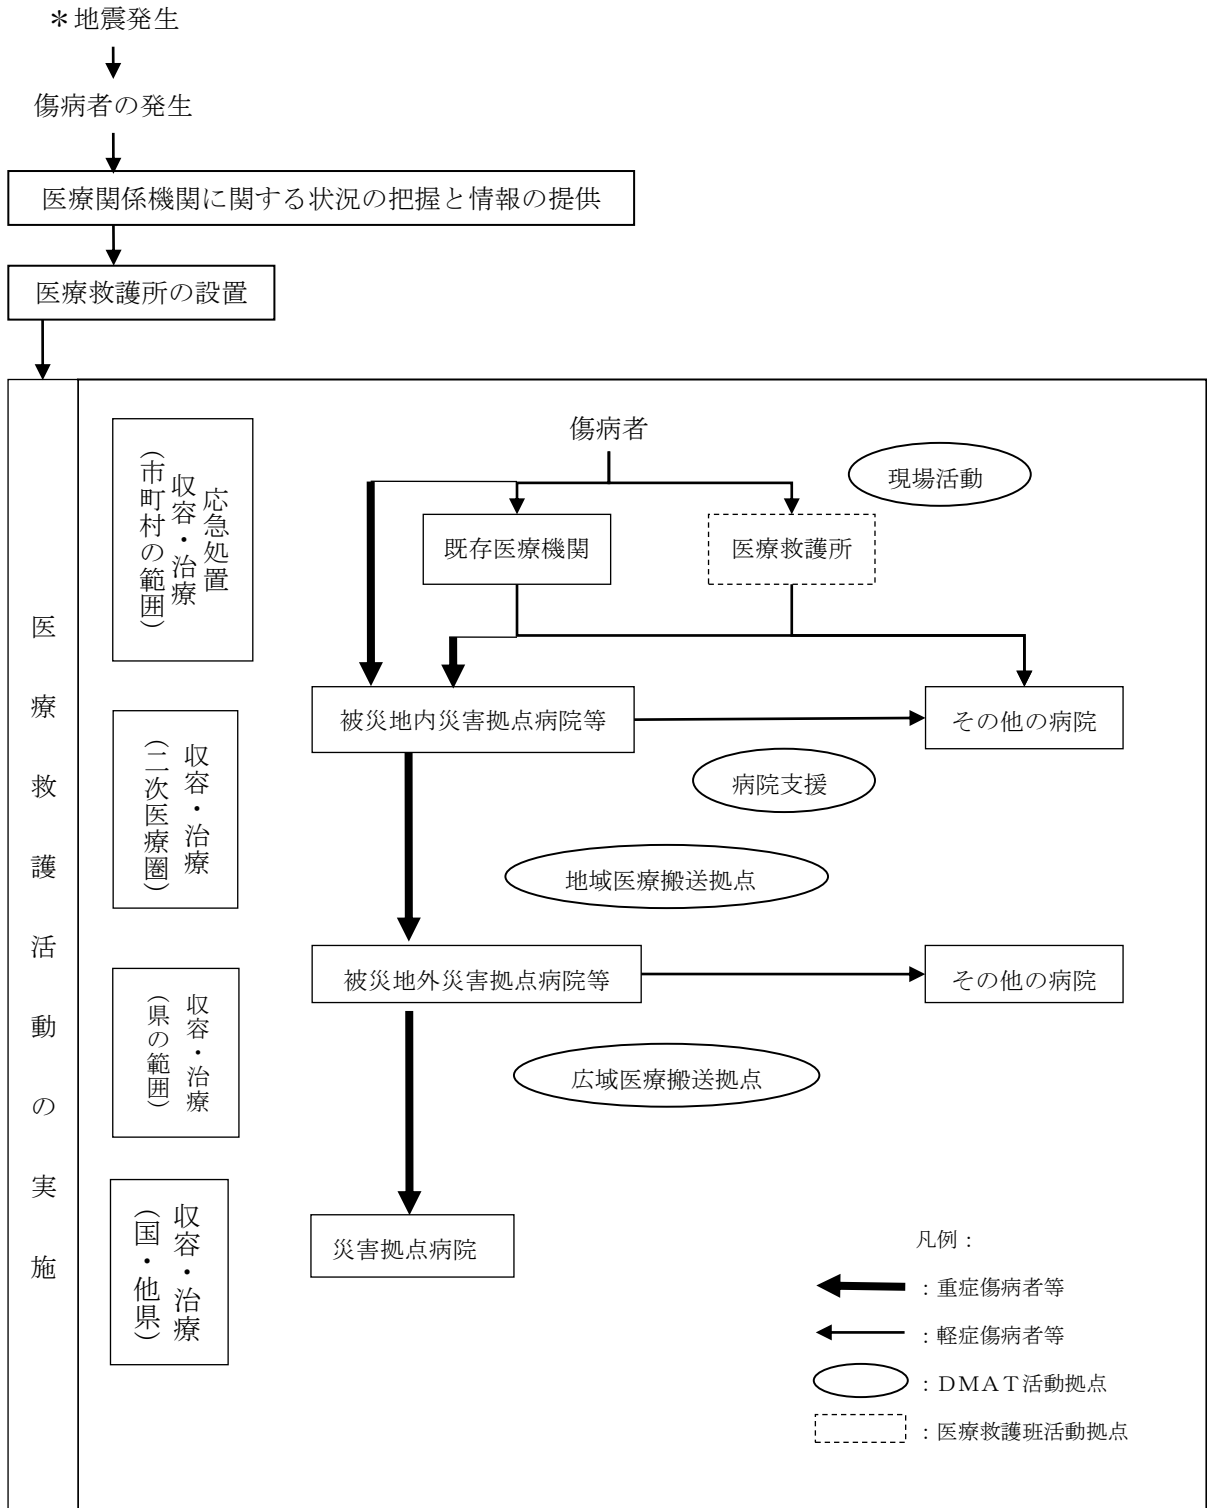 ＊地震発生
傷病者の発生
医療関係機関に関する状況の把握と情報の提供
医療救護所の設置
医療救護活動の実施
応急処置
収容・治療
(市町村の範囲)
傷病者
現場活動
既存医療機関
医療救護所
被災地内災害拠点病院等
その他の病院
収容・治療
(二次医療圏)
病院支援
地域医療搬送拠点
収容・治療
(県の範囲)
被災地外災害拠点病院等
その他の病院
広域医療搬送拠点
収容・治療
(国・他県)
災害拠点病院
凡例：
：重症傷病者等
：軽症傷病者等
：ＤＭＡＴ活動拠点
：医療救護班活動拠点